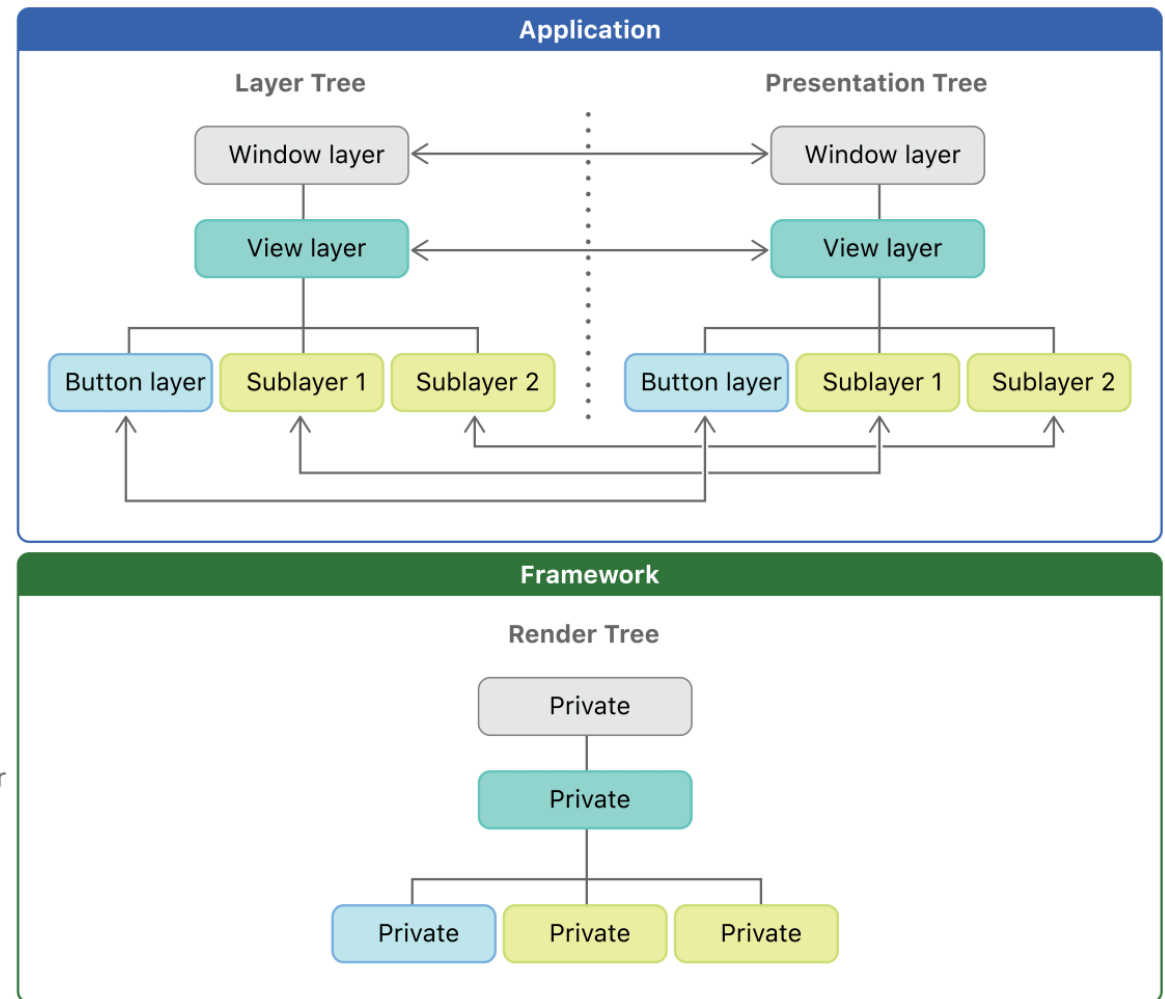 Application
Layer Tree
Presentation Tree
Window layer
Window layer
View layer
View layer
Button layer
Sublayer 1
Sublayer 2
Button layer
Sublayer 1
Sublayer 2
Framework
Render Tree
Private
r
Private
Private
Private
Private